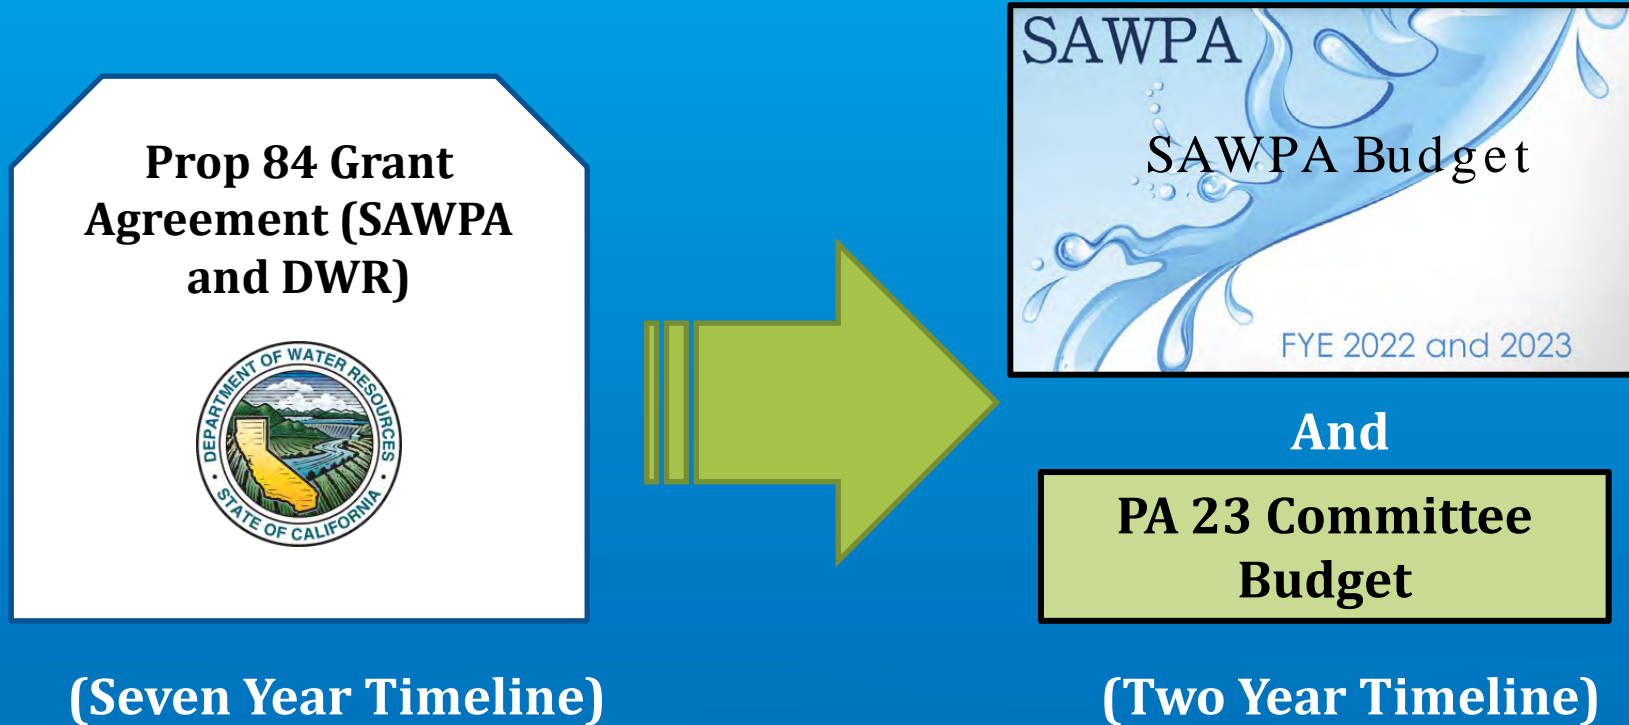 Prop 84 Grant
Agreement (SAWPA
and DWR)
DEPARTMENT OF WATER RESOURCES
STATE OF CALIFORNIA
(Seven Year Timeline)
SAWPA
SAWPA Budget
FYE 2022 and 2023
And
PA 23 Committee
Budget
(Two Year Timeline)